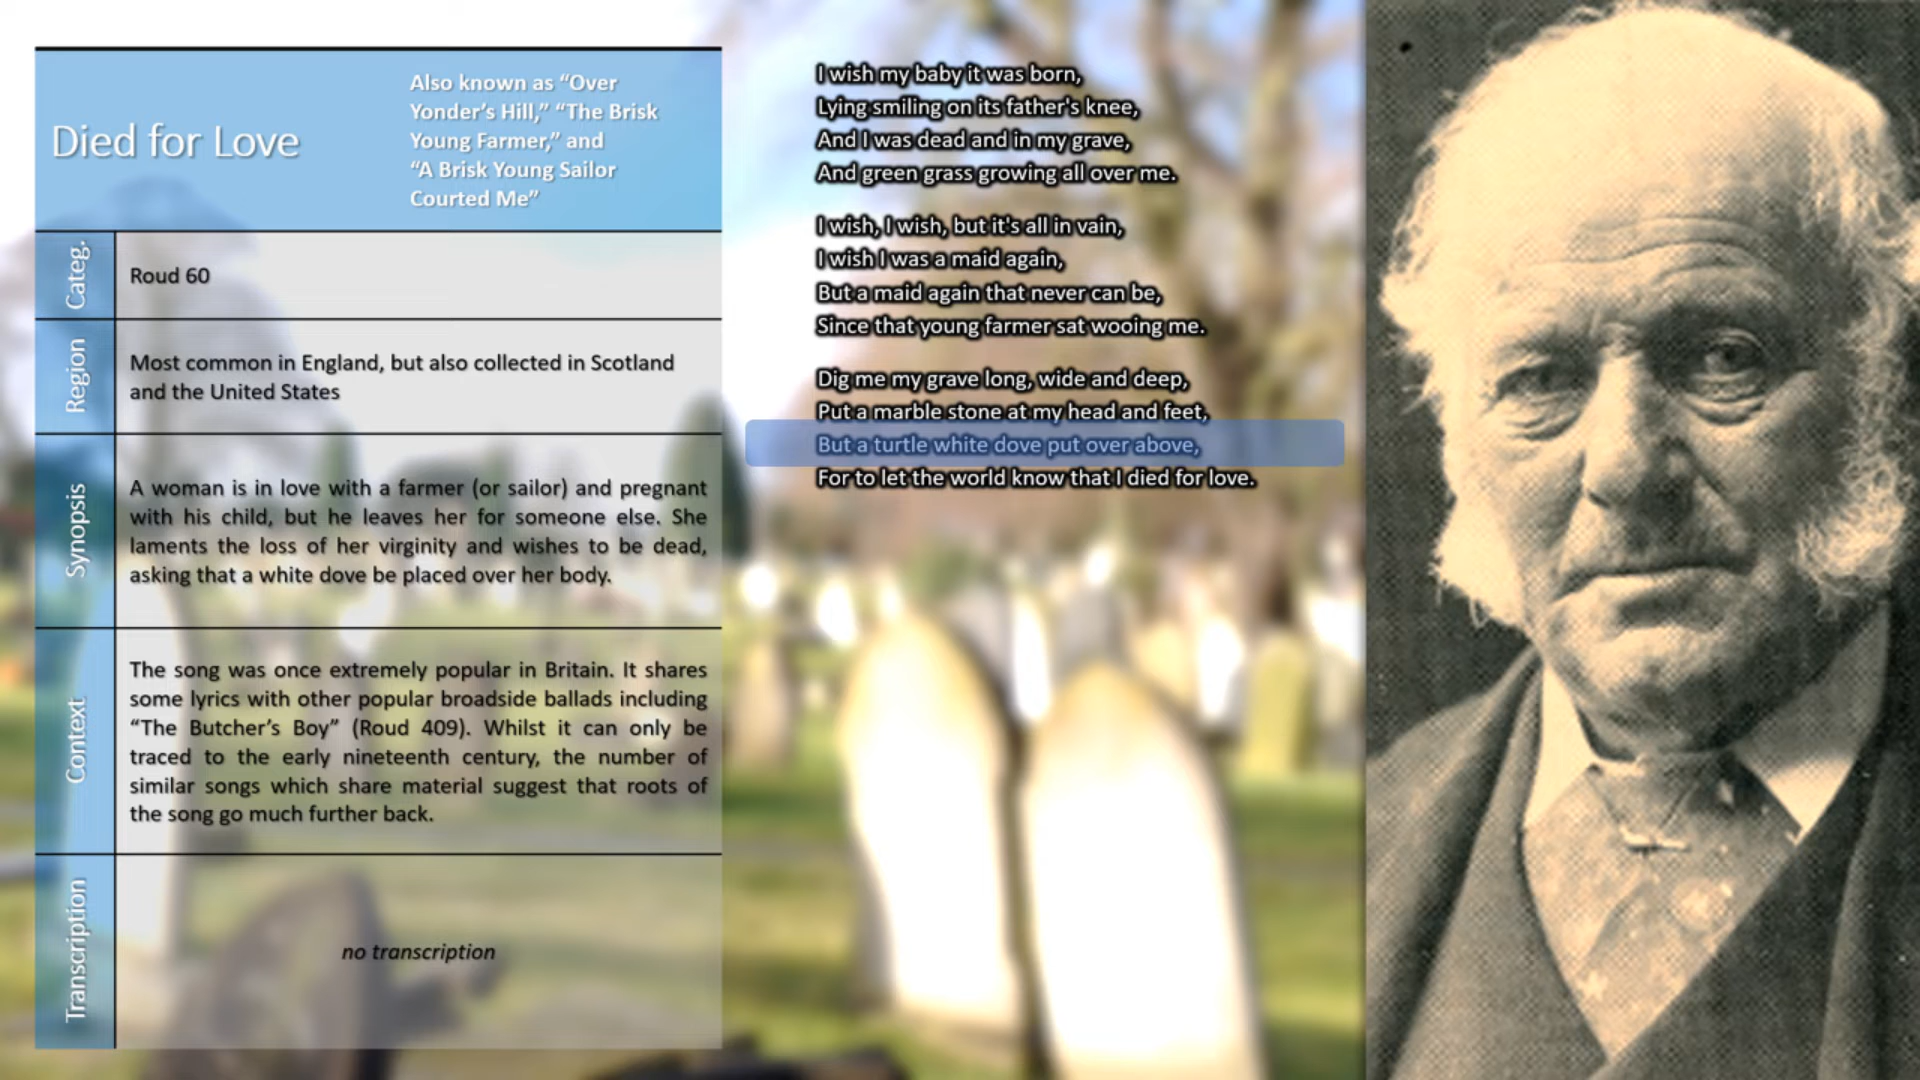 Died for Love
Also known as “Over
Yonder’s Hill,” “The Brisk
Young Farmer,” and
“A Brisk Young Sailor
Courted Me”
Categ.
Roud 60
Region
Most common in England, but also collected in Scotland
and the United States
Synopsis
A woman is in love with a farmer (or sailor) and pregnant
with his child, but he leaves her for someone else. She
laments the loss of her virginity and wishes to be dead,
asking that a white dove be placed over her body.
Context
The song was once extremely popular in Britain. It shares
some lyrics with other popular broadside ballads including
“The Butcher’s Boy” (Roud 409). Whilst it can only be
traced to the early nineteenth century, the number of
similar songs which share material suggest that roots of
the song go much further back.
Transcription
no transcription
I wish my baby it was born,
Lying smiling on its father's knee,
And I was dead and in my grave,
And green grass growing all over me.
I wish, I wish, but it's all in vain,
I wish I was a maid again,
But a maid again that never can be,
Since that young farmer sat wooing me.
Dig me my grave long, wide and deep,
Put a marble stone at my head and feet,
But a turtle white dove put over above,
For to let the world know that I died for love.